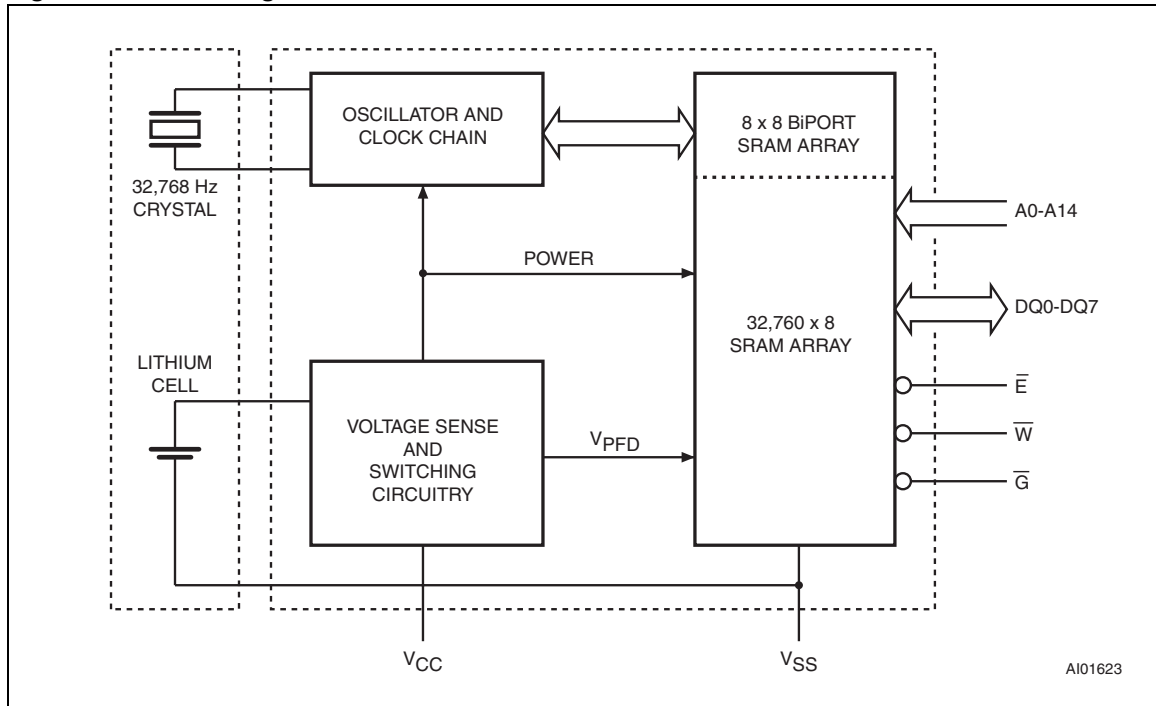 OSCILLATOR AND
CLOCK CHAIN
8 x 8 BiPORT
SRAM ARRAY
32,768 Hz
CRYSTAL
A0-A14
POWER
DQ0-DQ7
32,760 x 8
SRAM ARRAY
LITHIUM
CELL
E̅
VOLTAGE SENSE
AND
SWITCHING
CIRCUITRY
VPFD
W̅
G̅
VCC
VSS
AI01623